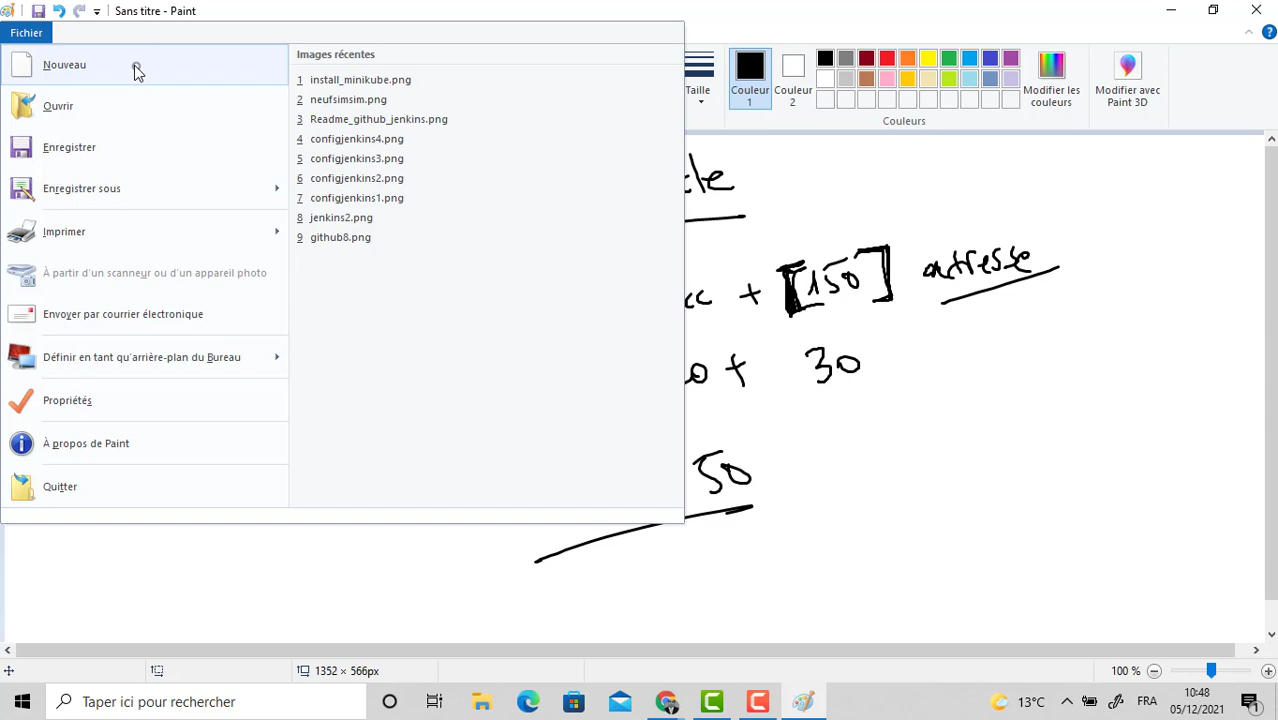 Sans titre - Paint
Fichier
Nouveau
Ouvrir
Enregistrer
Enregistrer sous
Imprimer
À partir d'un scanneur ou d'un appareil photo
Envoyer par courrier électronique
Définir en tant qu'arrière-plan du Bureau
Propriétés
À propos de Paint
Quitter
Images récentes
1 install_minikube.png
2 neufsimsim.png
3 Readme_github_jenkins.png
4 configjenkins4.png
5 configjenkins3.png
6 configjenkins2.png
7 configjenkins1.png
8 jenkins2.png
9 github8.png
Taille
Couleur 1
Couleur 2
Modifier les couleurs
Modifier avec Paint 3D
Couleurs
+ [150] adresse
+ 30
50
1352 × 566px
100 %
Taper ici pour rechercher
13°C
FRA
10:48
05/12/2021
1